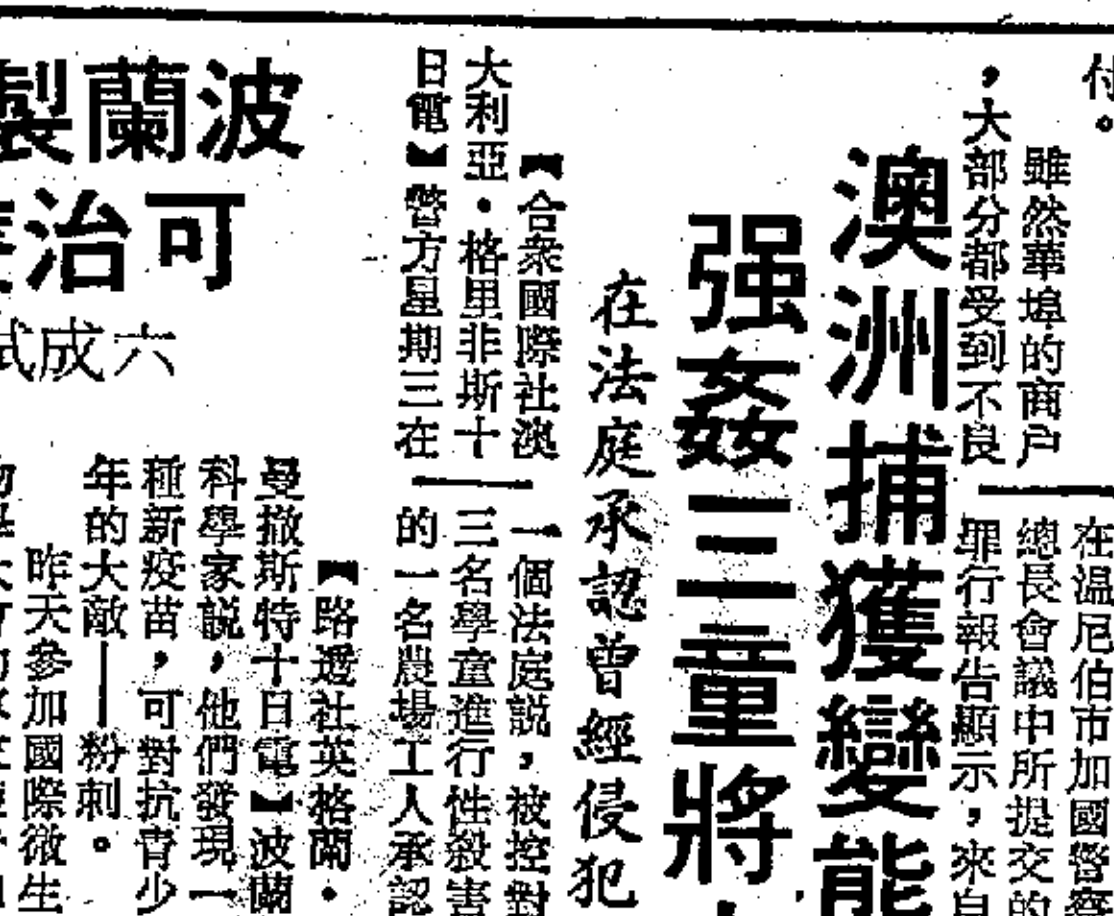 付。
雖然華埠的商户
，大部分都受到不良
在温尼伯市加國警察
總長會議中所提交的
罪行報告顯示，來自
澳洲捕獲變態
强姦三童將
在法庭承認曾經侵犯
【合衆國際社澳
大利亞・格里非斯十
日電】警方星期三在
一個法庭説，被控對
三名學童進行性殺害
的一名農場工人承認
波蘭製
可治
六成試
【路透社英格蘭・
曼撤斯特十日電】波蘭
科學家説，他們發現一
種新疫苗，可對抗青少
年的大敵——粉刺。
昨天參加國際微生